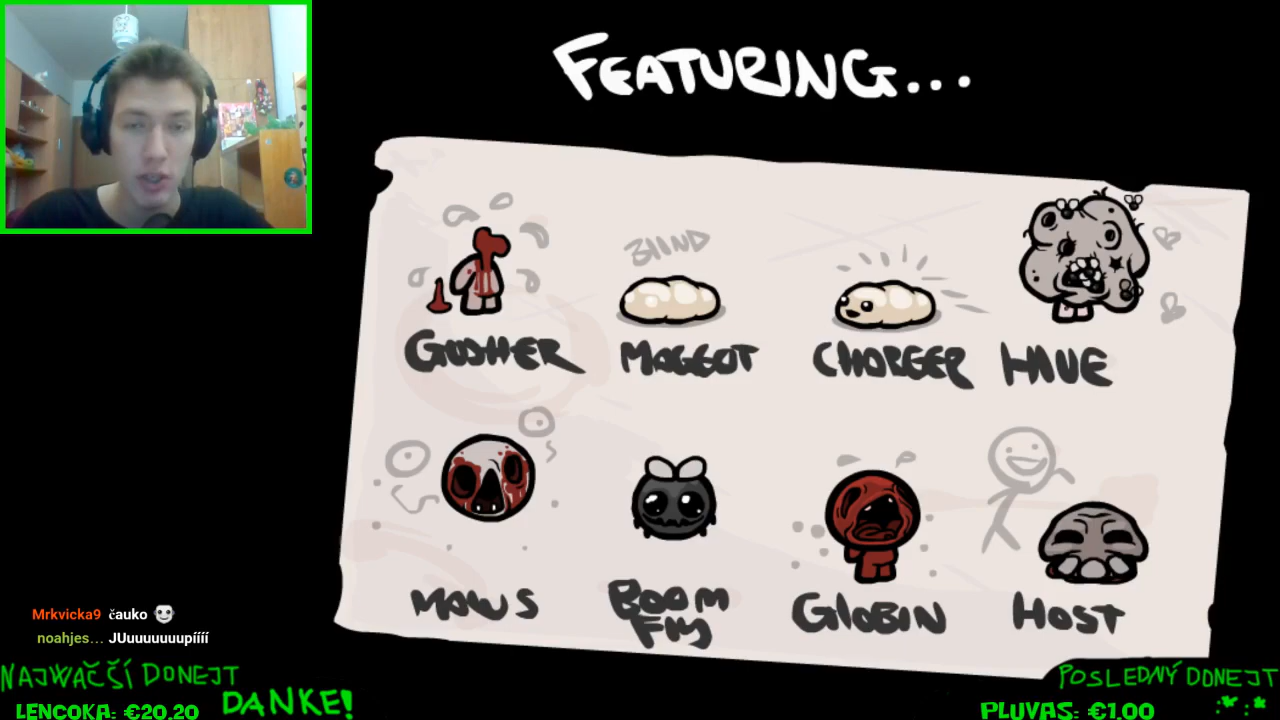 FEATURING...
BLIND
GUSHER
MAGGOT
CHARGER
HIVE
MAWS
BOOM
FLY
GLOBIN
HOST
Mrkvicka9 čauko
noahjes... JUuuuuuuupíííí
NAJWAČŠÍ DONEJT
LENCOKA: €20.20
DANKE!
POSLEDNÝ DONEJT
PLUVAS: €1.00